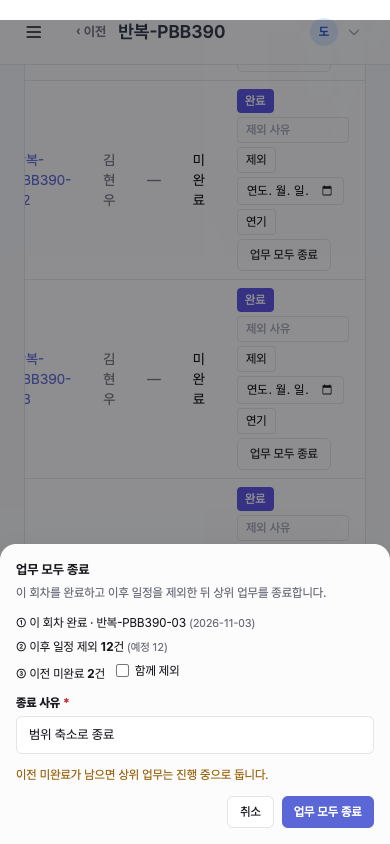 ‹ 이전 반복-PBB390 도
복- 김 — 미 완료
BB390- 현 완 제외 사유
2 우 료 제외
연도. 월. 일.
연기
업무 모두 종료
복- 김 — 미 완료
BB390- 현 완 제외 사유
3 우 료 제외
연도. 월. 일.
연기
업무 모두 종료
완료
제외 사유
업무 모두 종료
이 회차를 완료하고 이후 일정을 제외한 뒤 상위 업무를 종료합니다.
① 이 회차 완료 · 반복-PBB390-03 (2026-11-03)
② 이후 일정 제외 12건 (예정 12)
③ 이전 미완료 2건 함께 제외
종료 사유 *
범위 축소로 종료
이전 미완료가 남으면 상위 업무는 진행 중으로 둡니다.
취소 업무 모두 종료